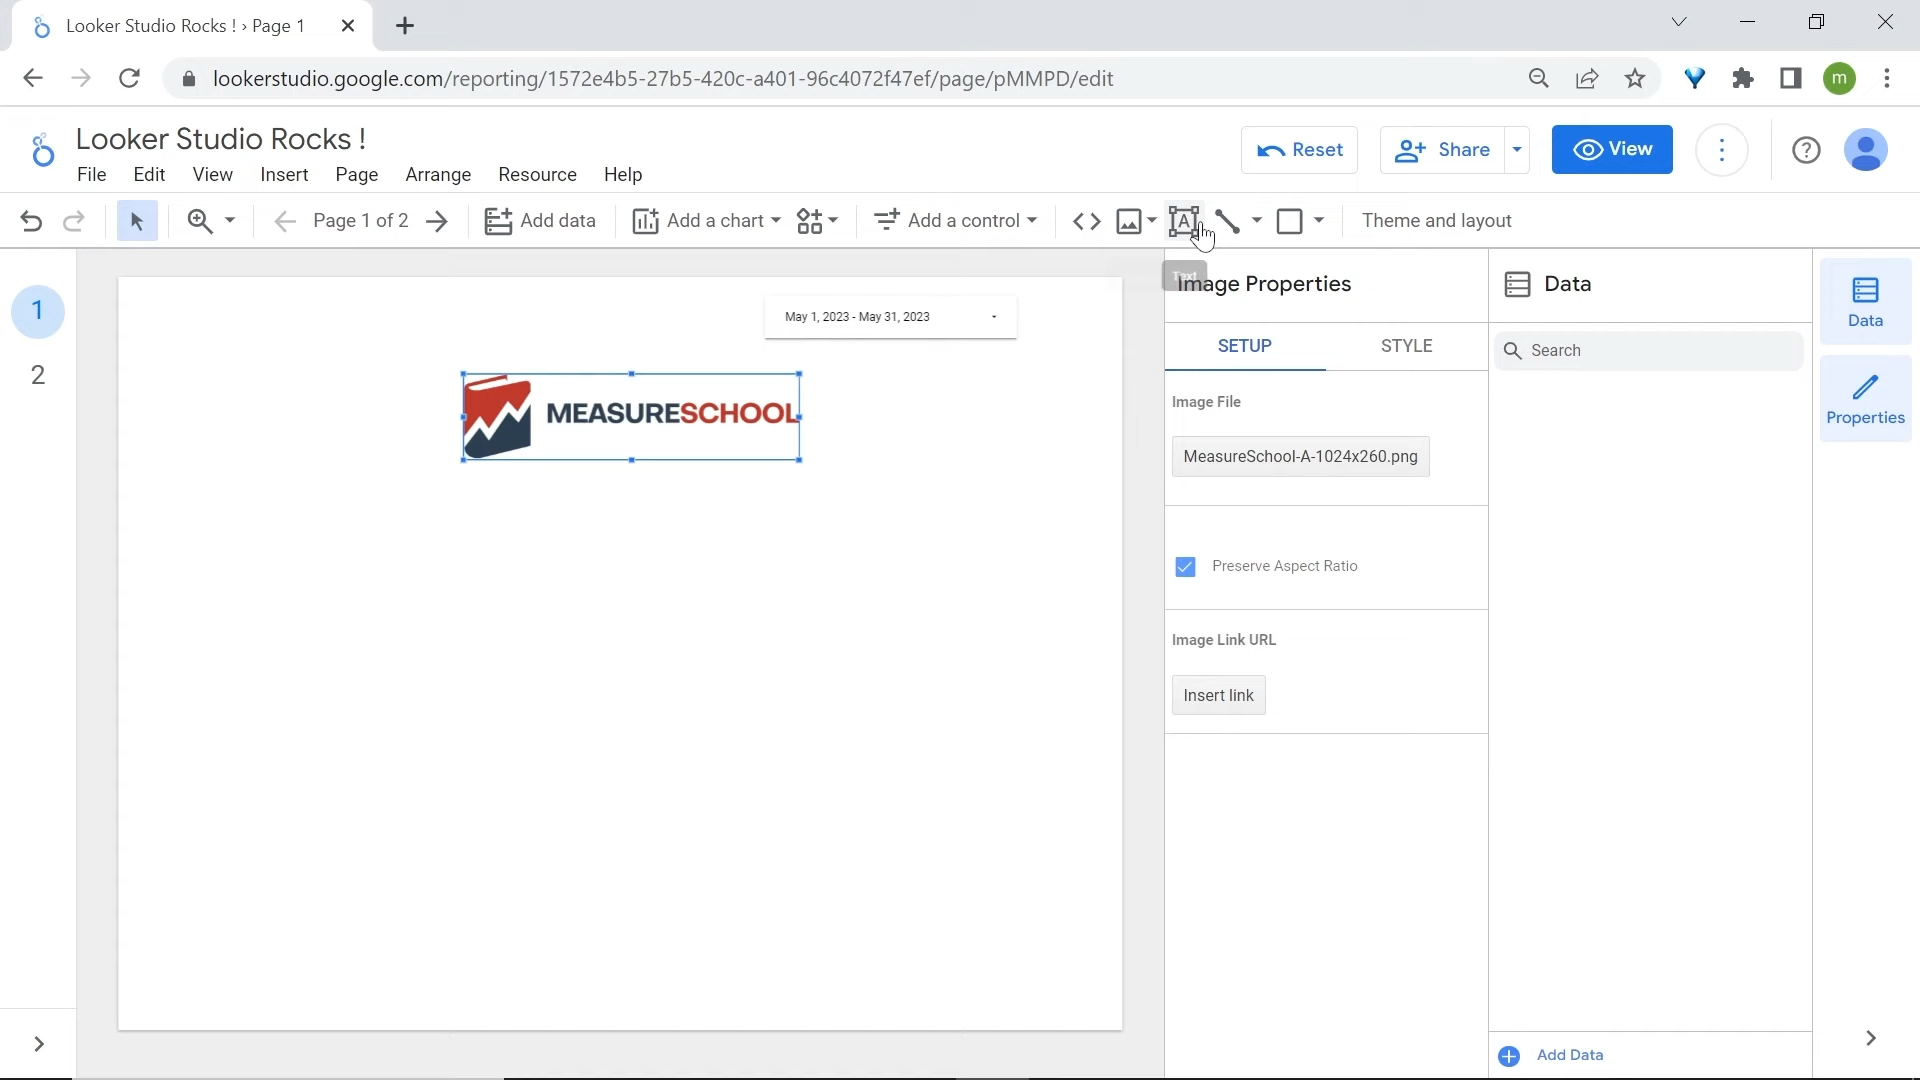 Looker Studio Rocks ! › Page 1
lookerstudio.google.com/reporting/1572e4b5-27b5-420c-a401-96c4072f47ef/page/pMMPD/edit
m
Looker Studio Rocks !
File Edit View Insert Page Arrange Resource Help
Reset
Share
View
Page 1 of 2
Add data
Add a chart
Add a control
Theme and layout
Text
1
2
May 1, 2023 - May 31, 2023
MEASURESCHOOL
Image Properties
SETUP
STYLE
Image File
MeasureSchool-A-1024x260.png
Preserve Aspect Ratio
Image Link URL
Insert link
Data
Search
Add Data
Data
Properties